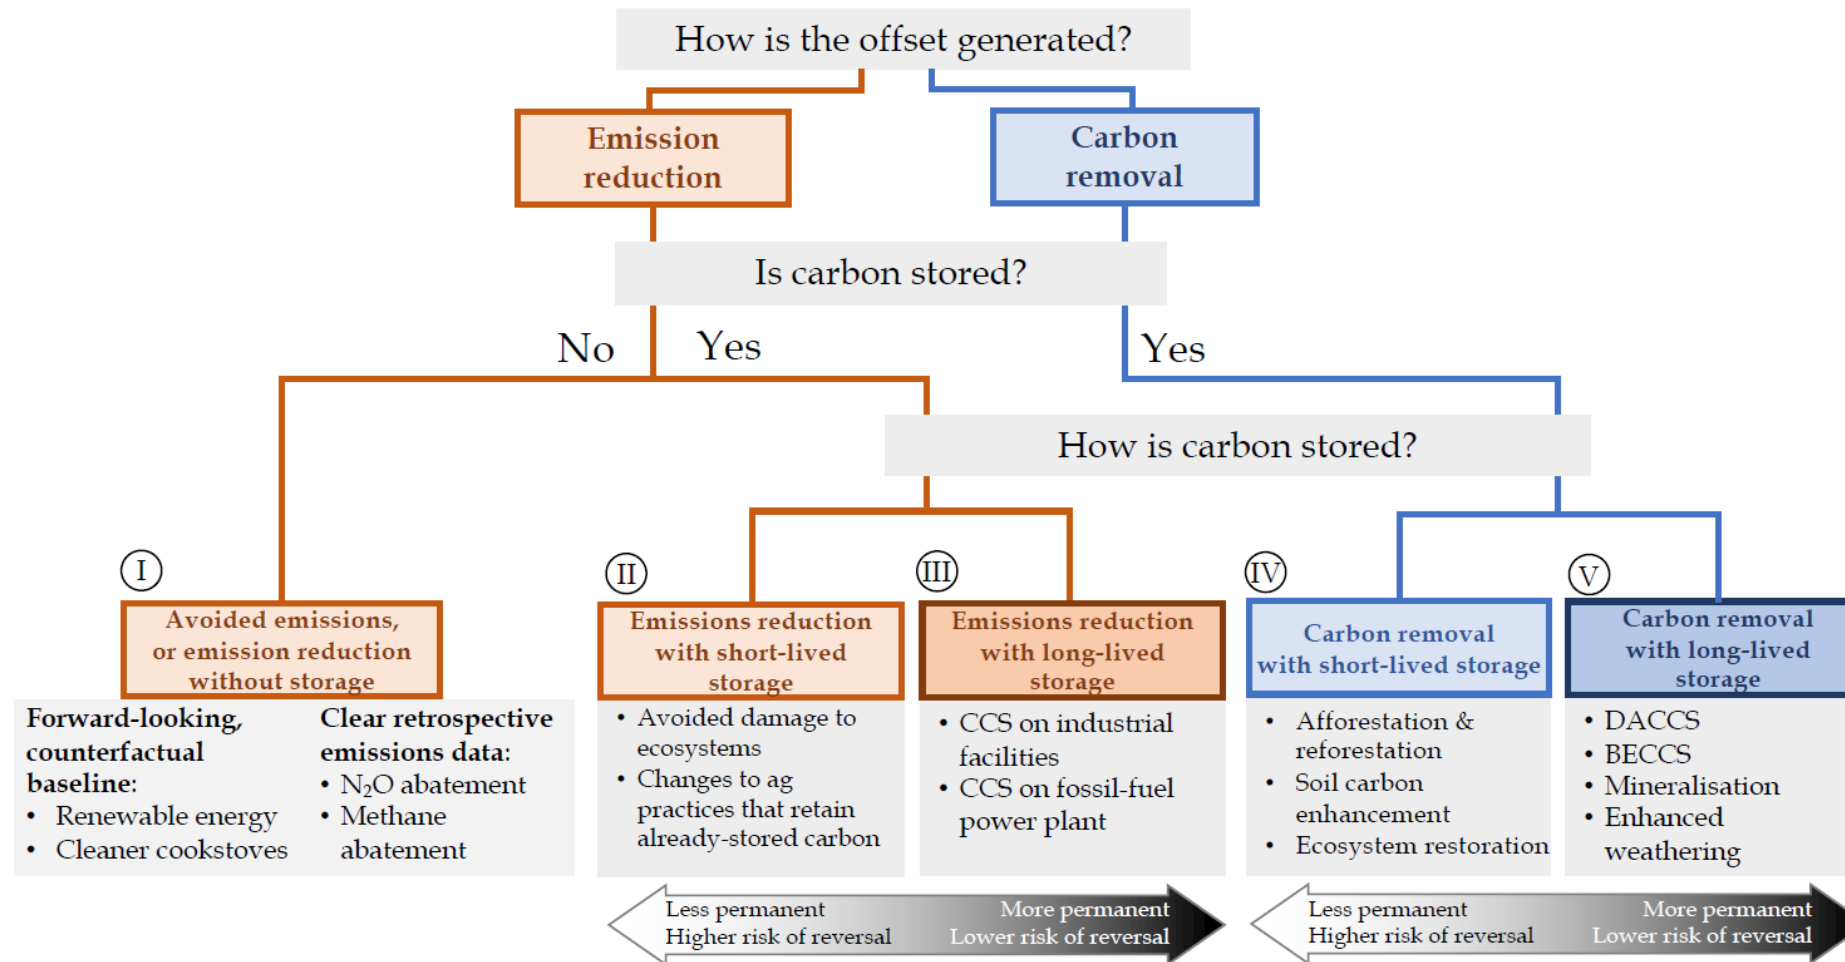 How is the offset generated?
Emission
reduction
Carbon
removal
Is carbon stored?
No
Yes
Yes
How is carbon stored?
I
Avoided emissions,
or emission reduction
without storage
Forward-looking,
counterfactual
baseline:
• Renewable energy
• Cleaner cookstoves
Clear retrospective
emissions data:
• N₂O abatement
• Methane
abatement
II
Emissions reduction
with short-lived
storage
• Avoided damage to
ecosystems
• Changes to ag
practices that retain
already-stored carbon
III
Emissions reduction
with long-lived
storage
• CCS on industrial
facilities
• CCS on fossil-fuel
power plant
IV
Carbon removal
with short-lived storage
• Afforestation &
reforestation
• Soil carbon
enhancement
• Ecosystem restoration
V
Carbon removal
with long-lived
storage
• DACCS
• BECCS
• Mineralisation
• Enhanced
weathering
Less permanent
Higher risk of reversal
More permanent
Lower risk of reversal
Less permanent
Higher risk of reversal
More permanent
Lower risk of reversal